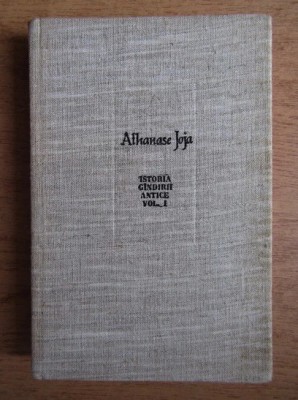 Athanase Joja
ISTORIA
GÎNDIRII
ANTICE
VOL. I